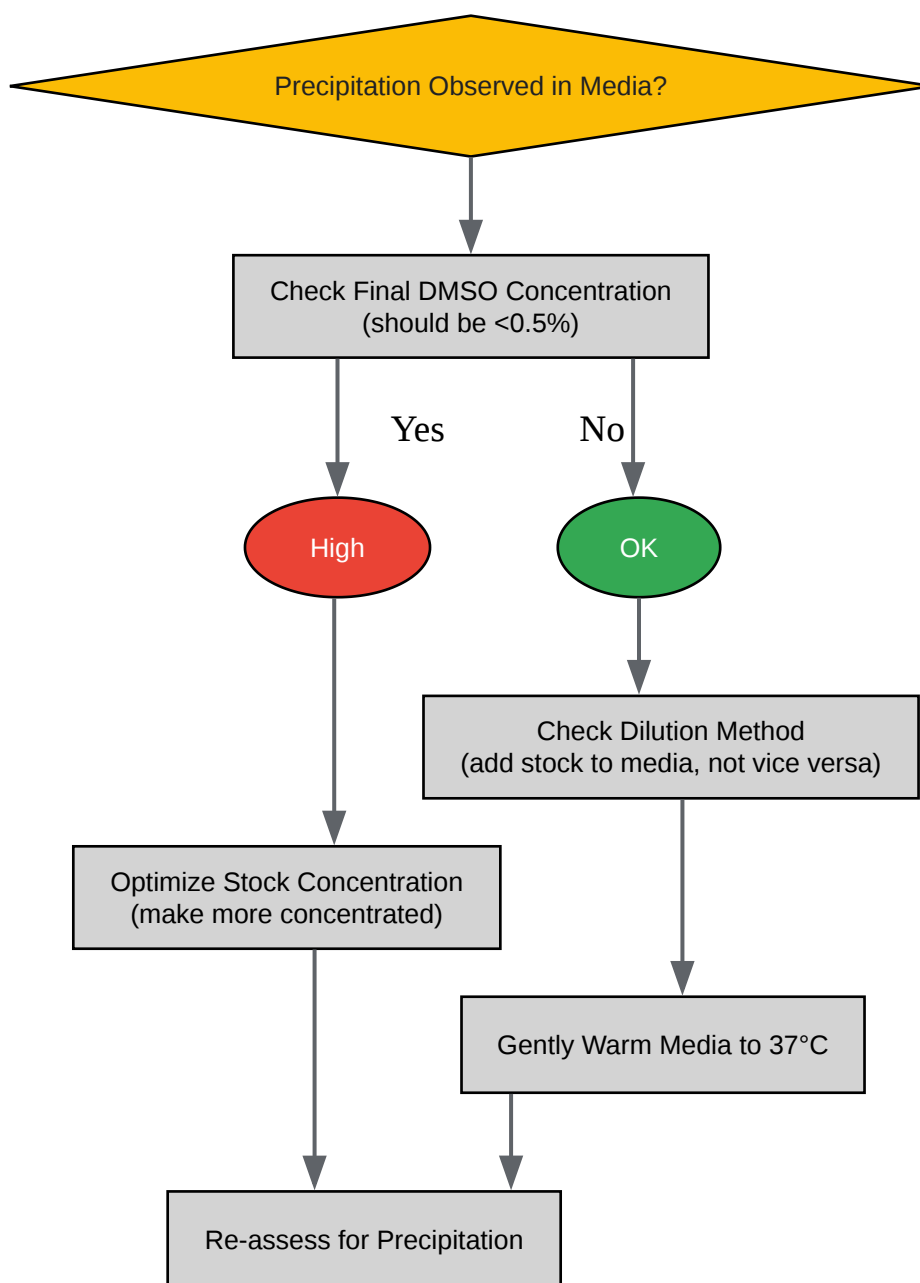 Precipitation Observed in Media?
Check Final DMSO Concentration
(should be <0.5%)
Yes
No
High
OK
Check Dilution Method
(add stock to media, not vice versa)
Optimize Stock Concentration
(make more concentrated)
Gently Warm Media to 37°C
Re-assess for Precipitation